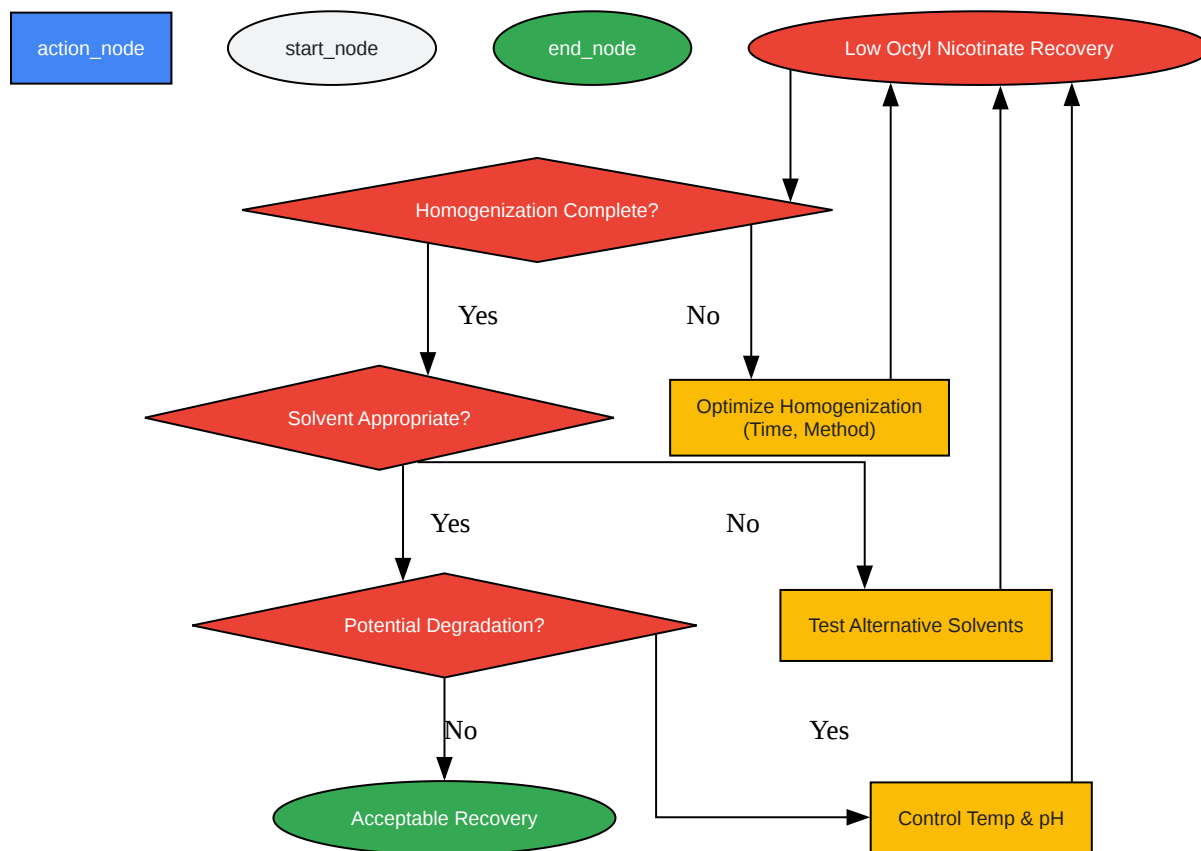 action_node
start_node
end_node
Low Octyl Nicotinate Recovery
Homogenization Complete?
Yes
No
Solvent Appropriate?
Optimize Homogenization
(Time, Method)
Yes
No
Potential Degradation?
Test Alternative Solvents
No
Yes
Acceptable Recovery
Control Temp & pH